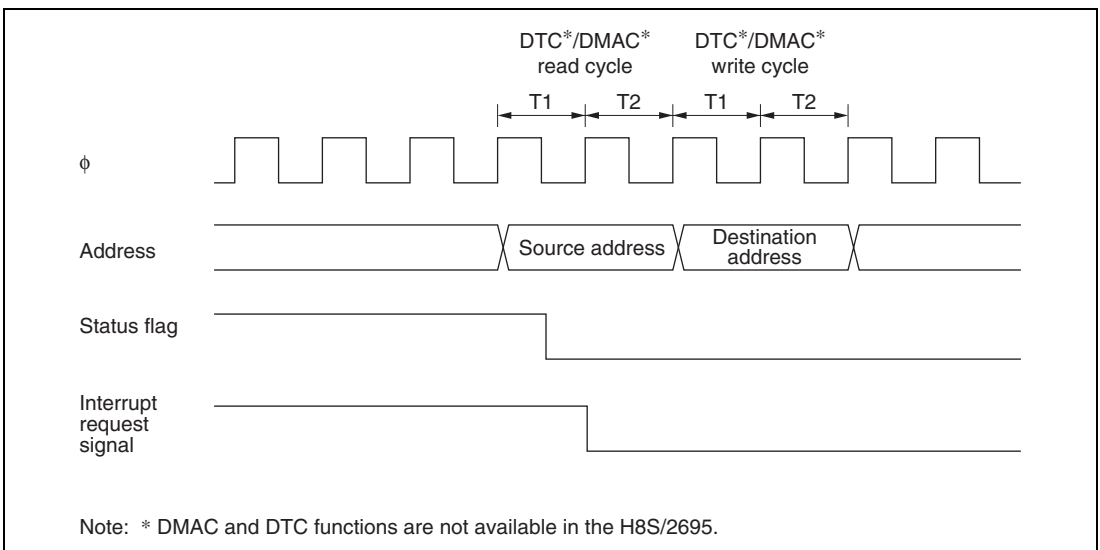 DTC*/DMAC*
read cycle
DTC*/DMAC*
write cycle
T1
T2
T1
T2
ϕ
Address
Source address
Destination
address
Status flag
Interrupt
request
signal
Note: * DMAC and DTC functions are not available in the H8S/2695.